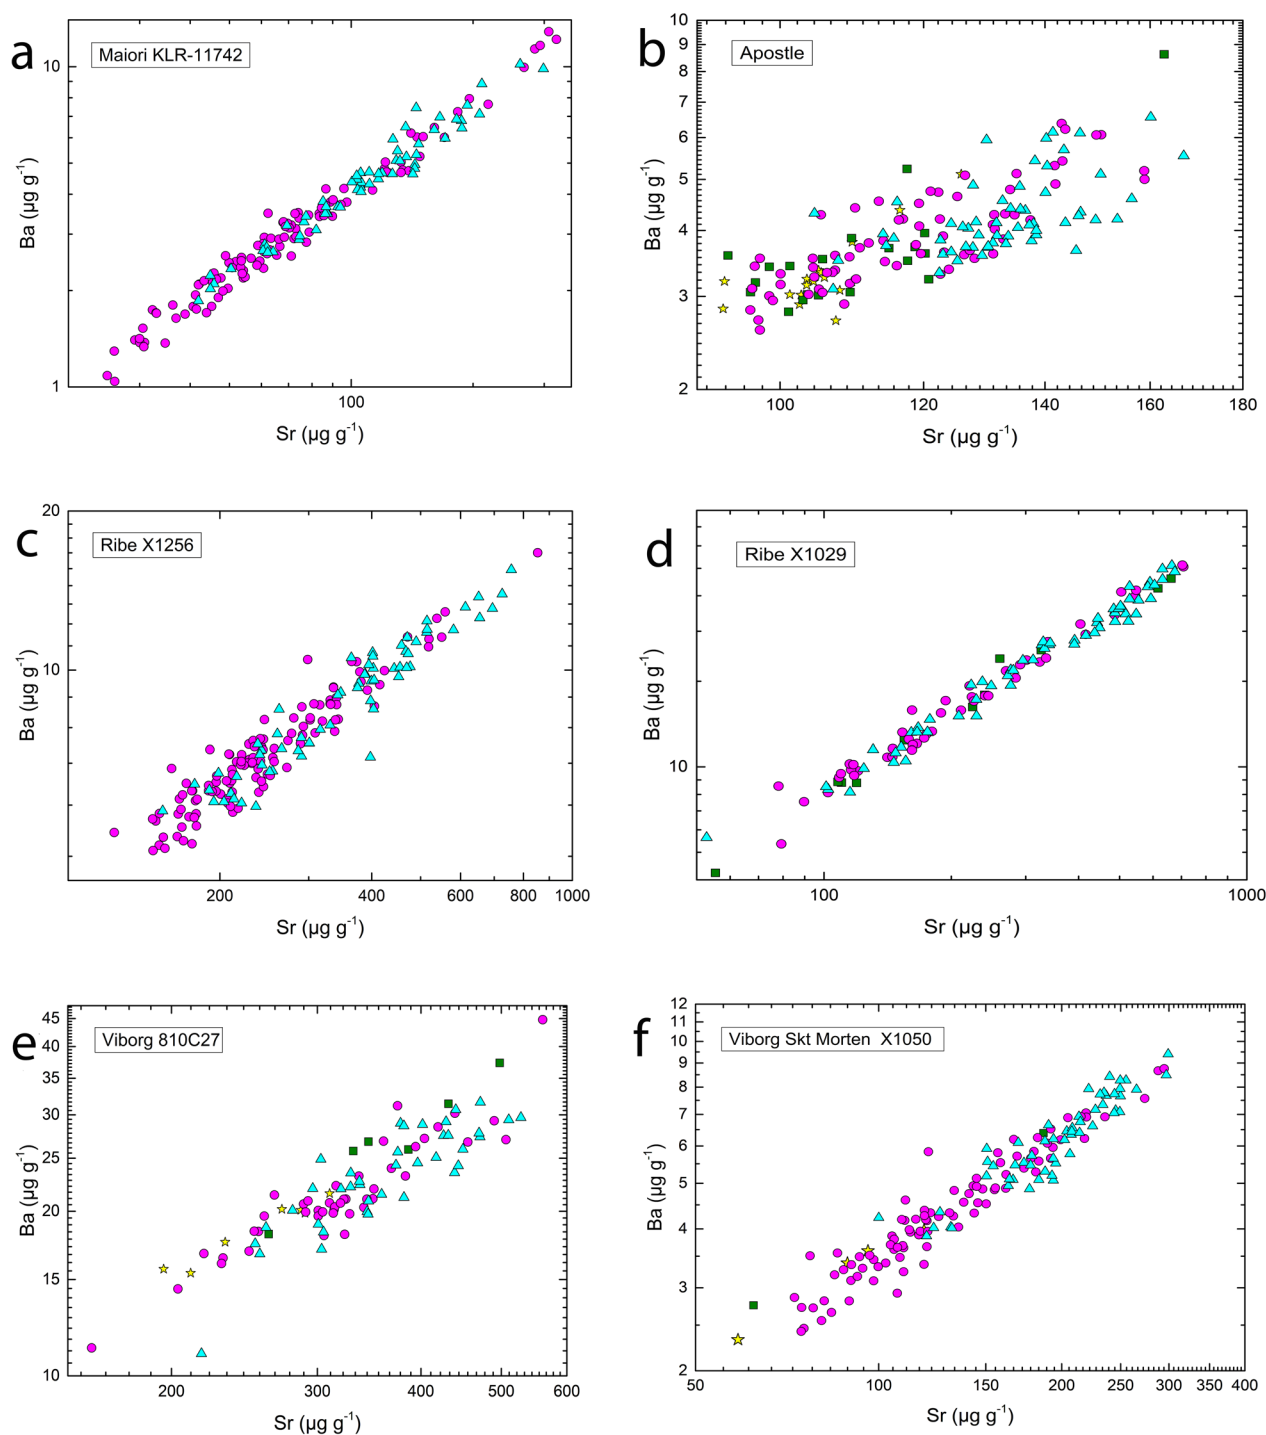 a
Maiori KLR-11742
10
1
100
Ba (µg g-1)
Sr (µg g-1)
b
Apostle
10
9
8
7
6
5
4
3
2
100
120
140
160
180
Ba (µg g-1)
Sr (µg g-1)
c
Ribe X1256
20
10
200
400
600
800
1000
Ba (µg g-1)
Sr (µg g-1)
d
Ribe X1029
10
100
1000
Ba (µg g-1)
Sr (µg g-1)
e
Viborg 810C27
45
40
35
30
25
20
15
10
200
300
400
500
600
Ba (µg g-1)
Sr (µg g-1)
f
Viborg Skt Morten X1050
12
11
10
9
8
7
6
5
4
3
2
50
100
150
200
250
300
350
400
Ba (µg g-1)
Sr (µg g-1)